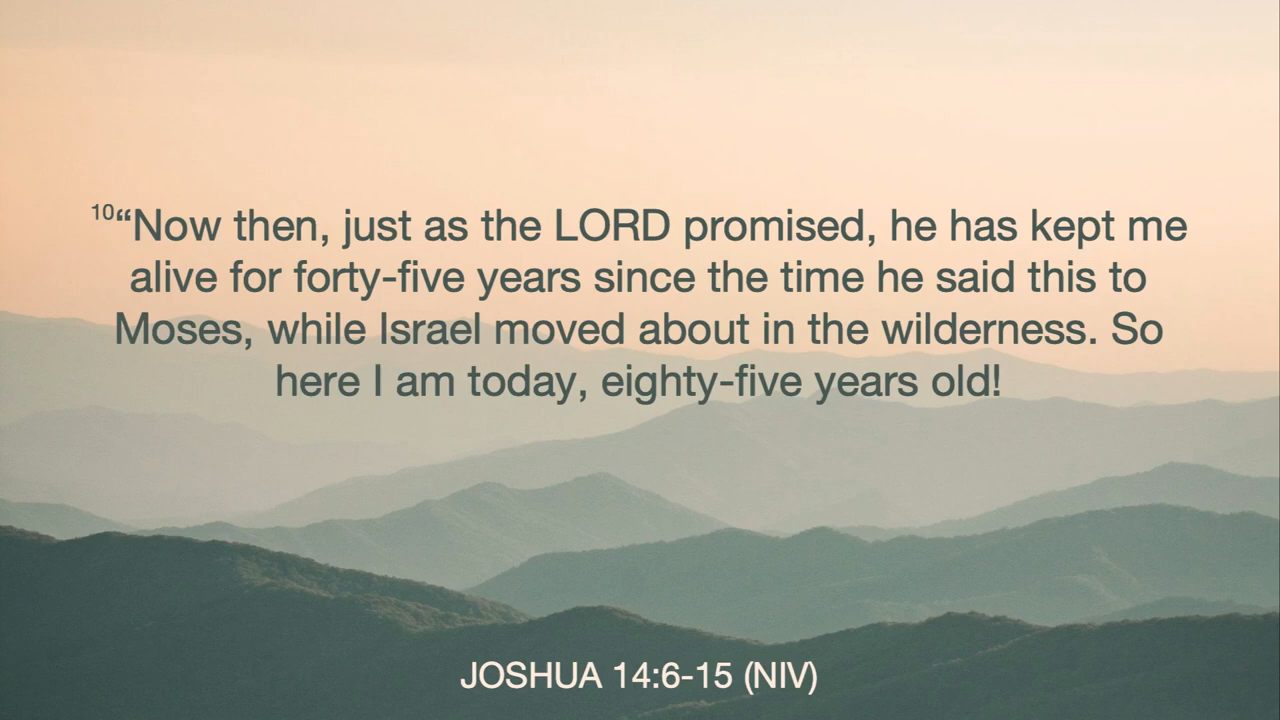 ¹⁰“Now then, just as the LORD promised, he has kept me
alive for forty-five years since the time he said this to
Moses, while Israel moved about in the wilderness. So
here I am today, eighty-five years old!
JOSHUA 14:6-15 (NIV)